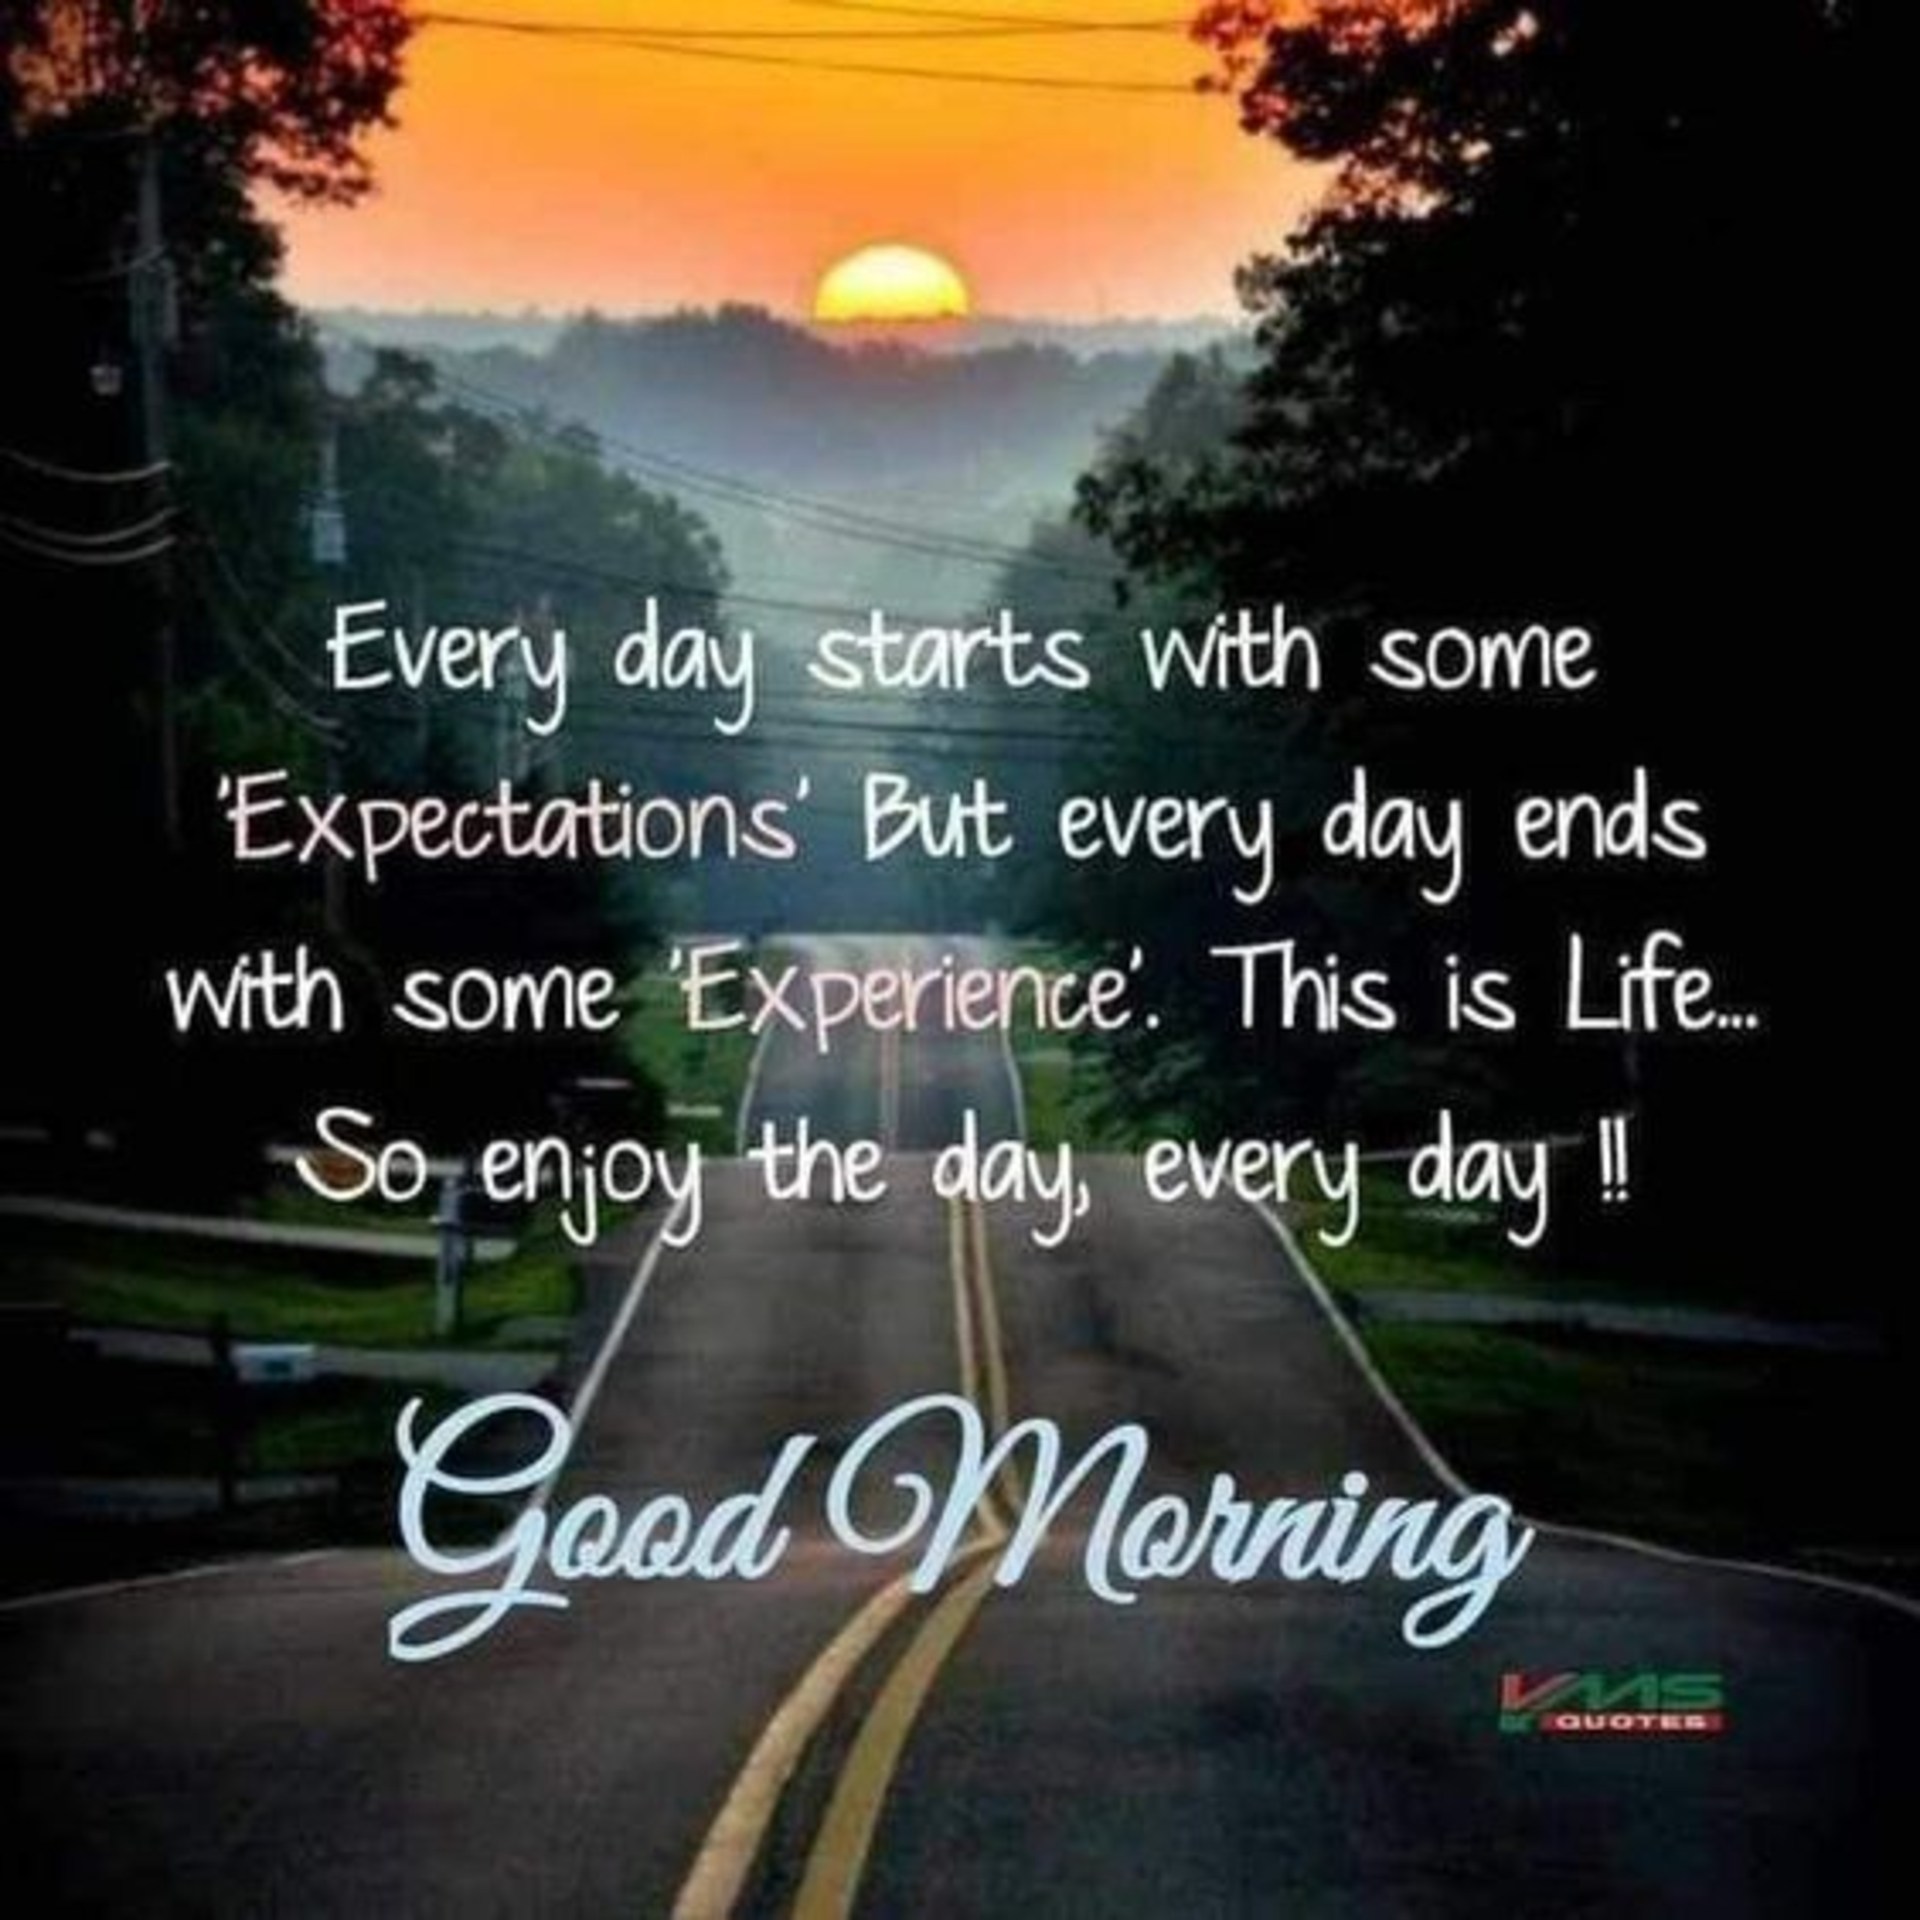 Every day starts with some
'Expectations' But every day ends
with some 'Experience'. This is Life...
So enjoy the day, every day !!
Good Morning
VMS
QUOTES